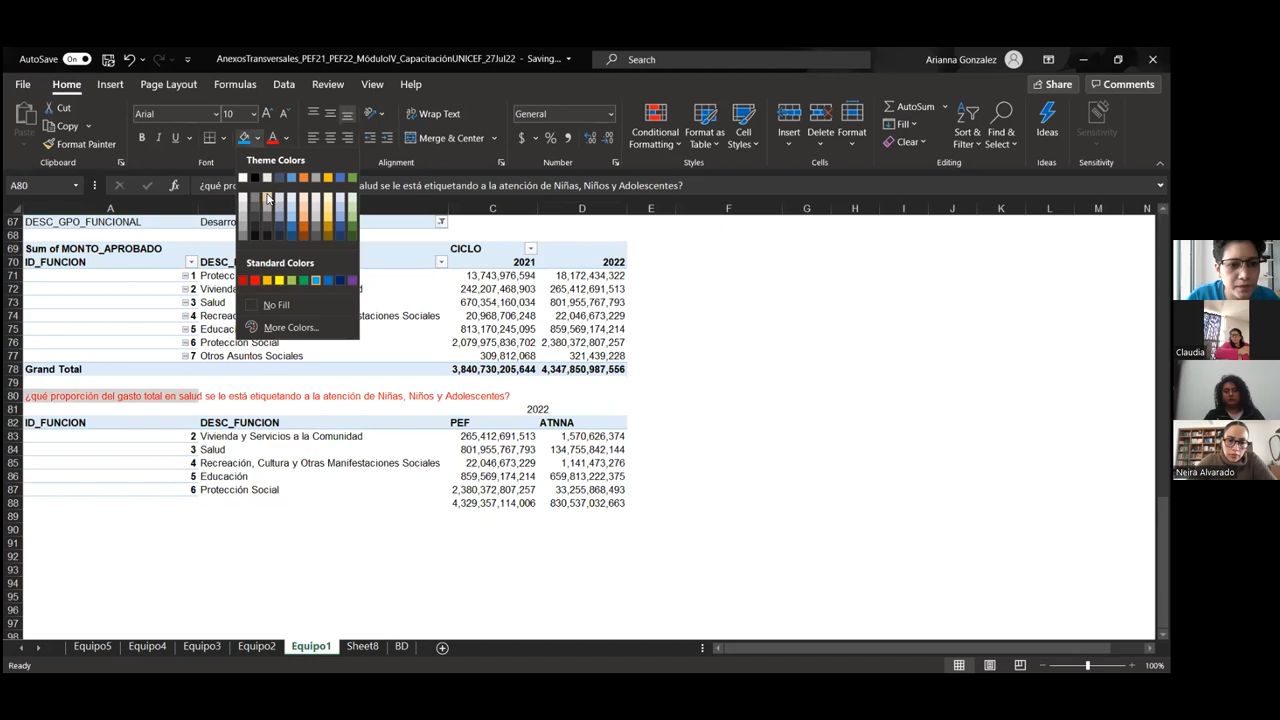 AutoSave On AnexosTransversales_PEF21_PEF22_MóduloIV_CapacitaciónUNICEF_27Jul22 - Saving... Search Arianna Gonzalez
File Home Insert Page Layout Formulas Data Review View Help Share Comments
Cut
Copy
Format Painter
Paste
Arial 10
B I U
Wrap Text
Merge & Center
General
$ % 9
Conditional Formatting
Format as Table
Cell Styles
Insert Delete Format
AutoSum
Fill
Clear
Sort & Filter
Find & Select
Ideas
Sensitivity
Clipboard Font Alignment Number Styles Cells Editing Ideas Sensitivity
A80 fx ¿qué pro alud se le está etiquetando a la atención de Niñas, Niños y Adolescentes?
Theme Colors
Standard Colors
No Fill
More Colors...
A C D E F G H I J K L M N
67 DESC_GPO_FUNCIONAL Desarro
68
69 Sum of MONTO_APROBADO CICLO
70 ID_FUNCION DES 2021 2022
71 1 Protecc 13,743,976,594 18,172,434,322
72 2 Viviend d 242,207,468,903 265,412,691,513
73 3 Salud 670,354,160,034 801,955,767,793
74 4 Recrea nifestaciones Sociales 20,968,706,248 22,046,673,229
75 5 Educac 813,170,245,095 859,569,174,214
76 6 Protección Social 2,079,975,836,702 2,380,372,807,257
77 7 Otros Asuntos Sociales 309,812,068 321,439,228
78 Grand Total 3,840,730,205,644 4,347,850,987,556
79
80 ¿qué proporción del gasto total en salud se le está etiquetando a la atención de Niñas, Niños y Adolescentes?
81 2022
82 ID_FUNCION DESC_FUNCION PEF ATNNA
83 2 Vivienda y Servicios a la Comunidad 265,412,691,513 1,570,626,374
84 3 Salud 801,955,767,793 134,755,842,144
85 4 Recreación, Cultura y Otras Manifestaciones Sociales 22,046,673,229 1,141,473,276
86 5 Educación 859,569,174,214 659,813,222,375
87 6 Protección Social 2,380,372,807,257 33,255,868,493
88 4,329,357,114,006 830,537,032,663
89
90
91
92
93
94
95
96
97
98
Equipo5 Equipo4 Equipo3 Equipo2 Equipo1 Sheet8 BD
Ready 100%
Claudia
Neira Alvarado